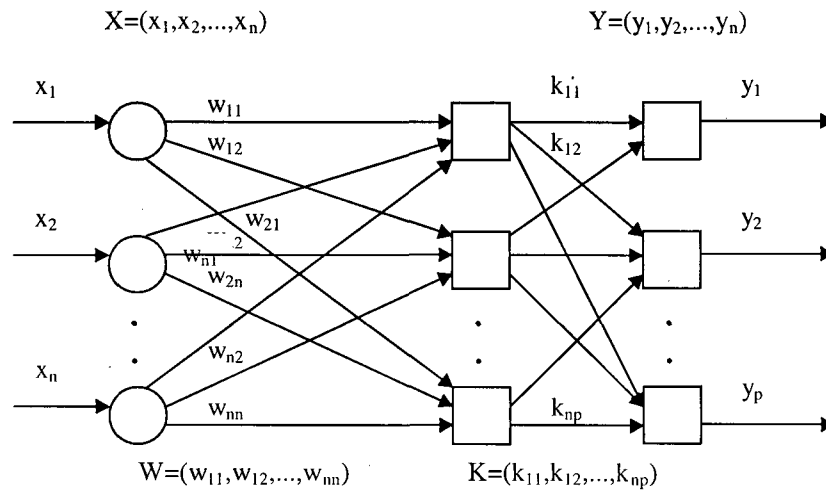 X=(x₁,x₂,...,xₙ) Y=(y₁,y₂,...,yₙ)
x₁ w₁₁ k₁₁ y₁
w₁₂ k₁₂
x₂ w₂₁ y₂
wₙ₁
w₂ₙ
wₙ₂
xₙ yₚ
wₙₙ kₙₚ
W=(w₁₁,w₁₂,...,wₙₙ) K=(k₁₁,k₁₂,...,kₙₚ)